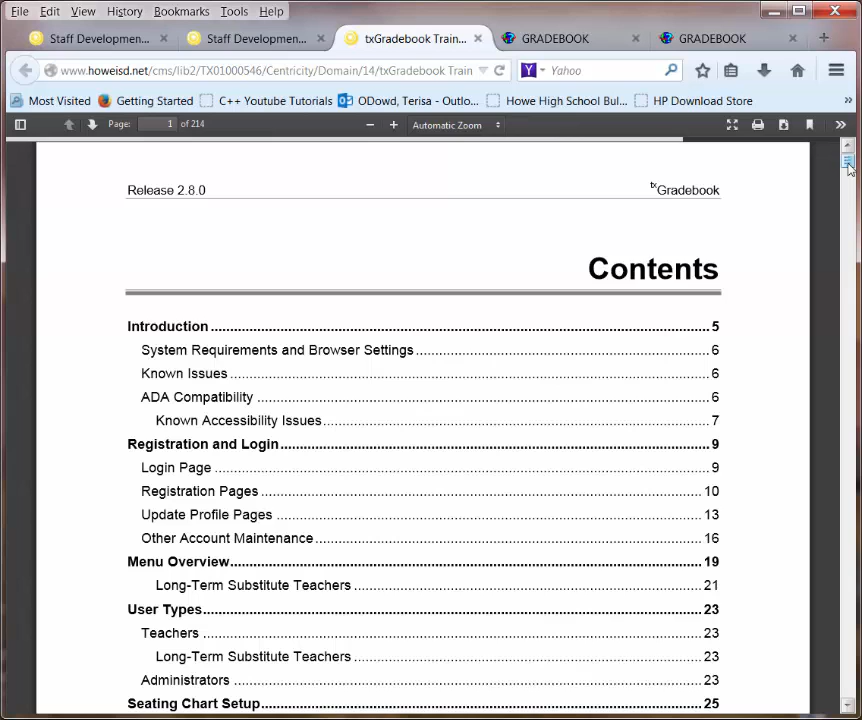 File Edit View History Bookmarks Tools Help
Staff Developmen... × Staff Developmen... × txGradebook Train... × GRADEBOOK × GRADEBOOK × +
www.howeisd.net/cms/lib2/TX01000546/Centricity/Domain/14/txGradebook Train Yahoo
Most Visited Getting Started C++ Youtube Tutorials ODowd, Terisa - Outlo... Howe High School Bul... HP Download Store »
Page: 1 of 214 − + Automatic Zoom »
Release 2.8.0 txGradebook
Contents
Introduction 5
System Requirements and Browser Settings 6
Known Issues 6
ADA Compatibility 6
Known Accessibility Issues 7
Registration and Login 9
Login Page 9
Registration Pages 10
Update Profile Pages 13
Other Account Maintenance 16
Menu Overview 19
Long-Term Substitute Teachers 21
User Types 23
Teachers 23
Long-Term Substitute Teachers 23
Administrators 23
Seating Chart Setup 25